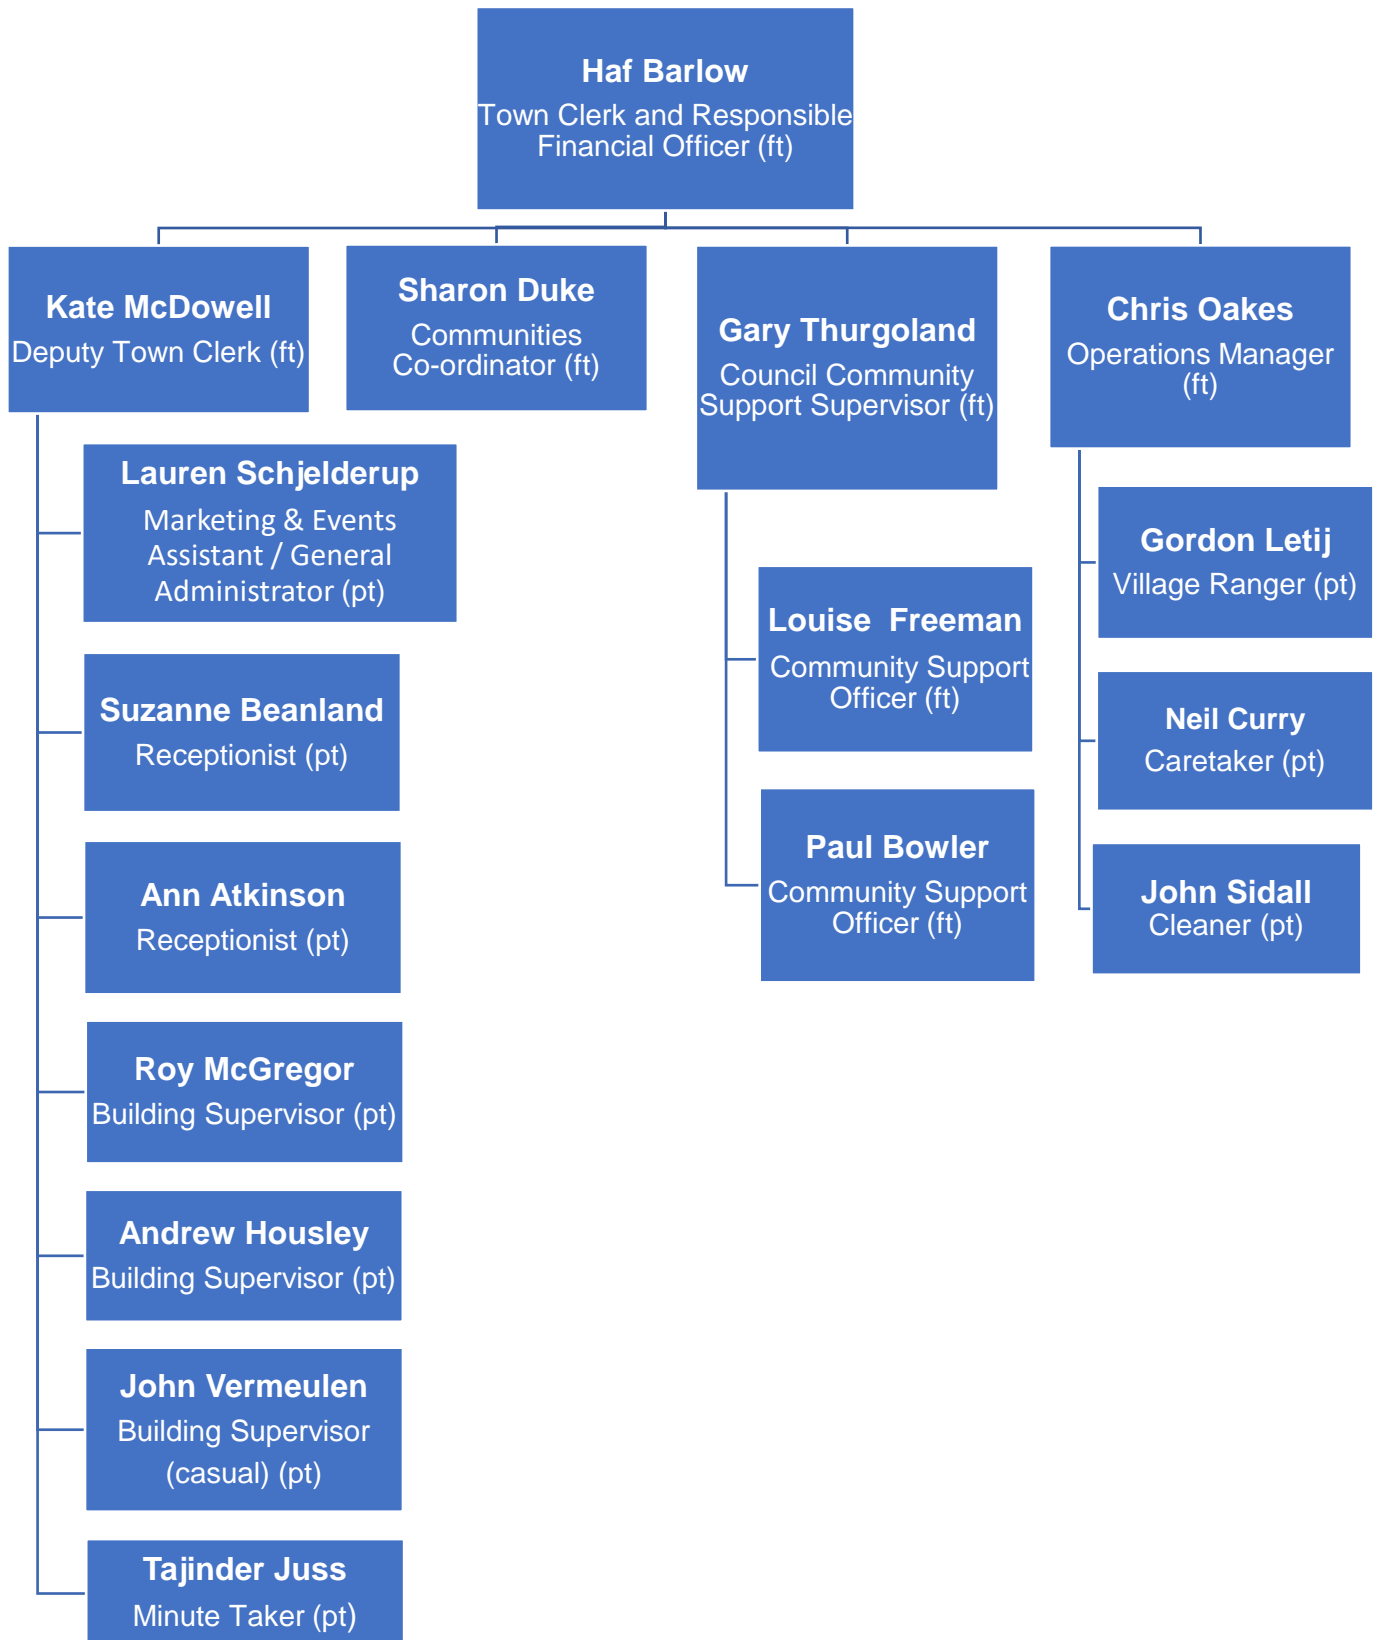 Haf Barlow
Town Clerk and Responsible
Financial Officer (ft)
Kate McDowell
Deputy Town Clerk (ft)
Sharon Duke
Communities
Co-ordinator (ft)
Gary Thurgoland
Council Community
Support Supervisor (ft)
Chris Oakes
Operations Manager
(ft)
Lauren Schjelderup
Marketing & Events
Assistant / General
Administrator (pt)
Suzanne Beanland
Receptionist (pt)
Ann Atkinson
Receptionist (pt)
Roy McGregor
Building Supervisor (pt)
Andrew Housley
Building Supervisor (pt)
John Vermeulen
Building Supervisor
(casual) (pt)
Tajinder Juss
Minute Taker (pt)
Louise  Freeman
Community Support
Officer (ft)
Paul Bowler
Community Support
Officer (ft)
Gordon Letij
Village Ranger (pt)
Neil Curry
Caretaker (pt)
John Sidall
Cleaner (pt)